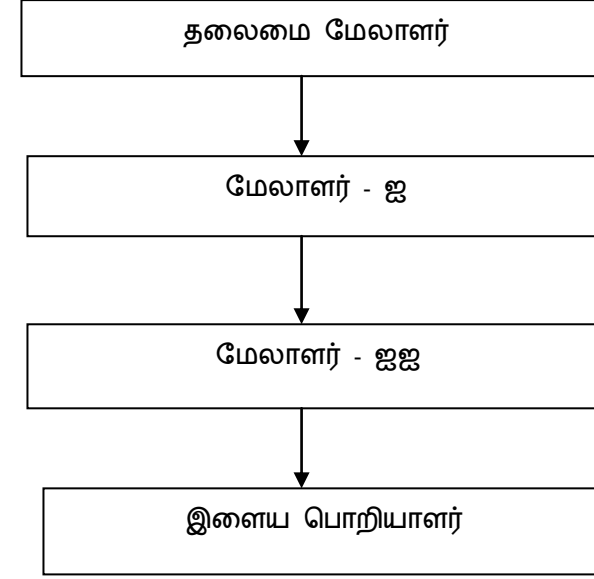 தலைமை மேலாளர்
மேலாளர் - ஐ
மேலாளர் - ஐஐ
இளைய பொறியாளர்